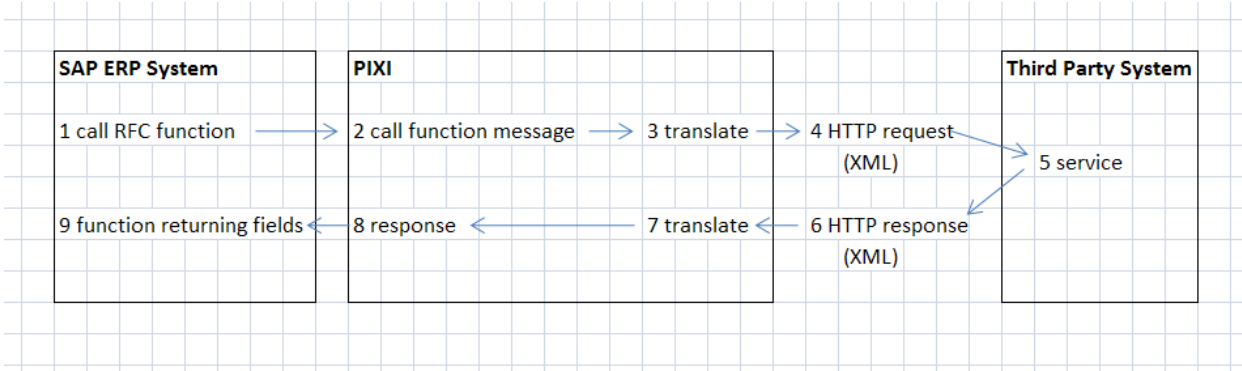 SAP ERP System
PIXI
Third Party System
1 call RFC function
2 call function message
3 translate
4 HTTP request
(XML)
5 service
9 function returning fields
8 response
7 translate
6 HTTP response
(XML)